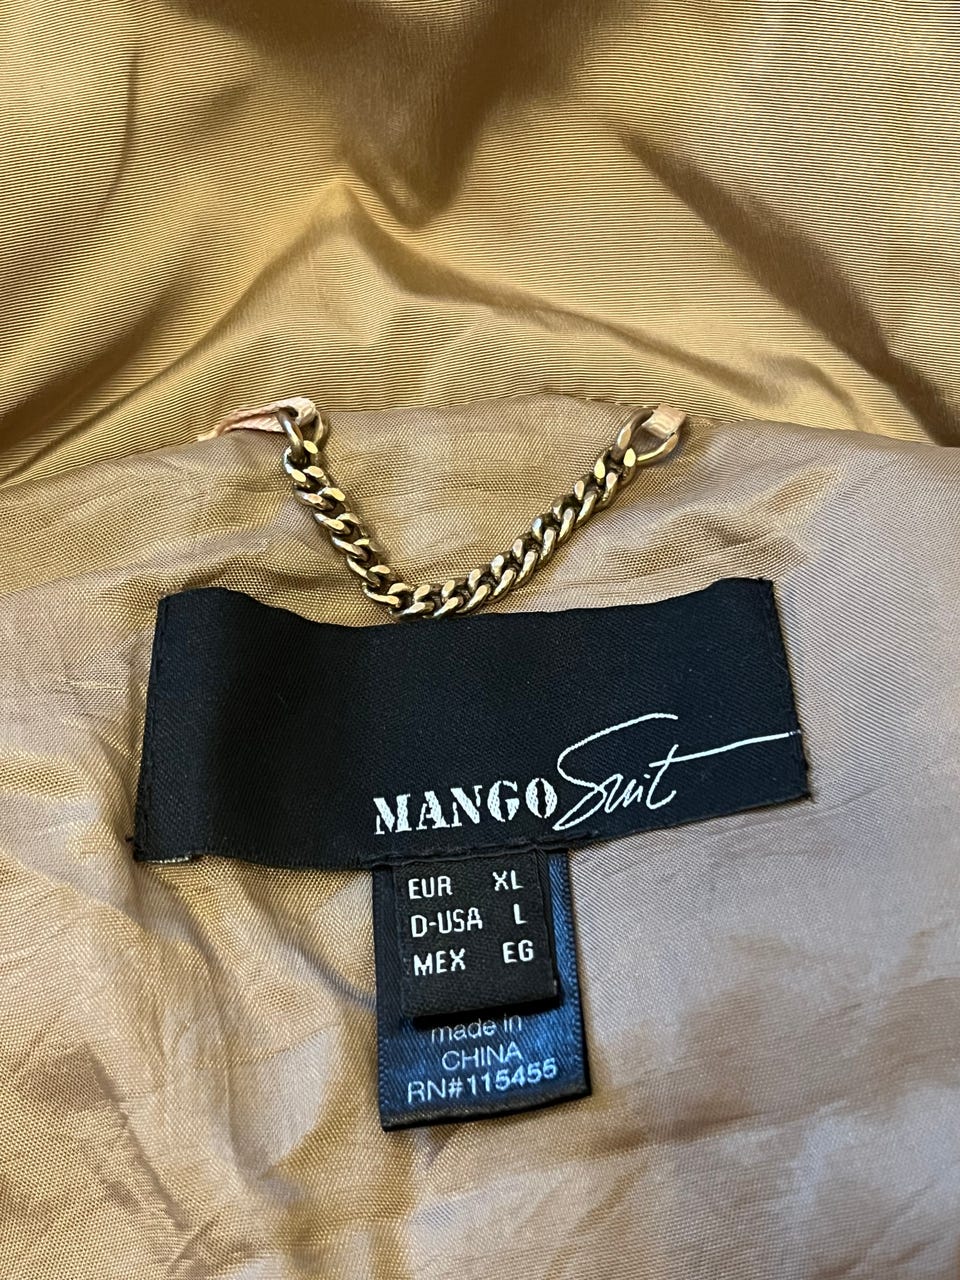 MANGO Suit
EUR XL
D-USA L
MEX EG
made in
CHINA
RN#115455